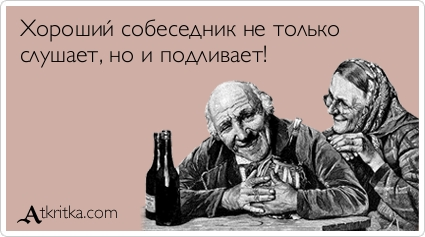 Хороший собеседник не только
слушает, но и подливает!
Atkritka.com